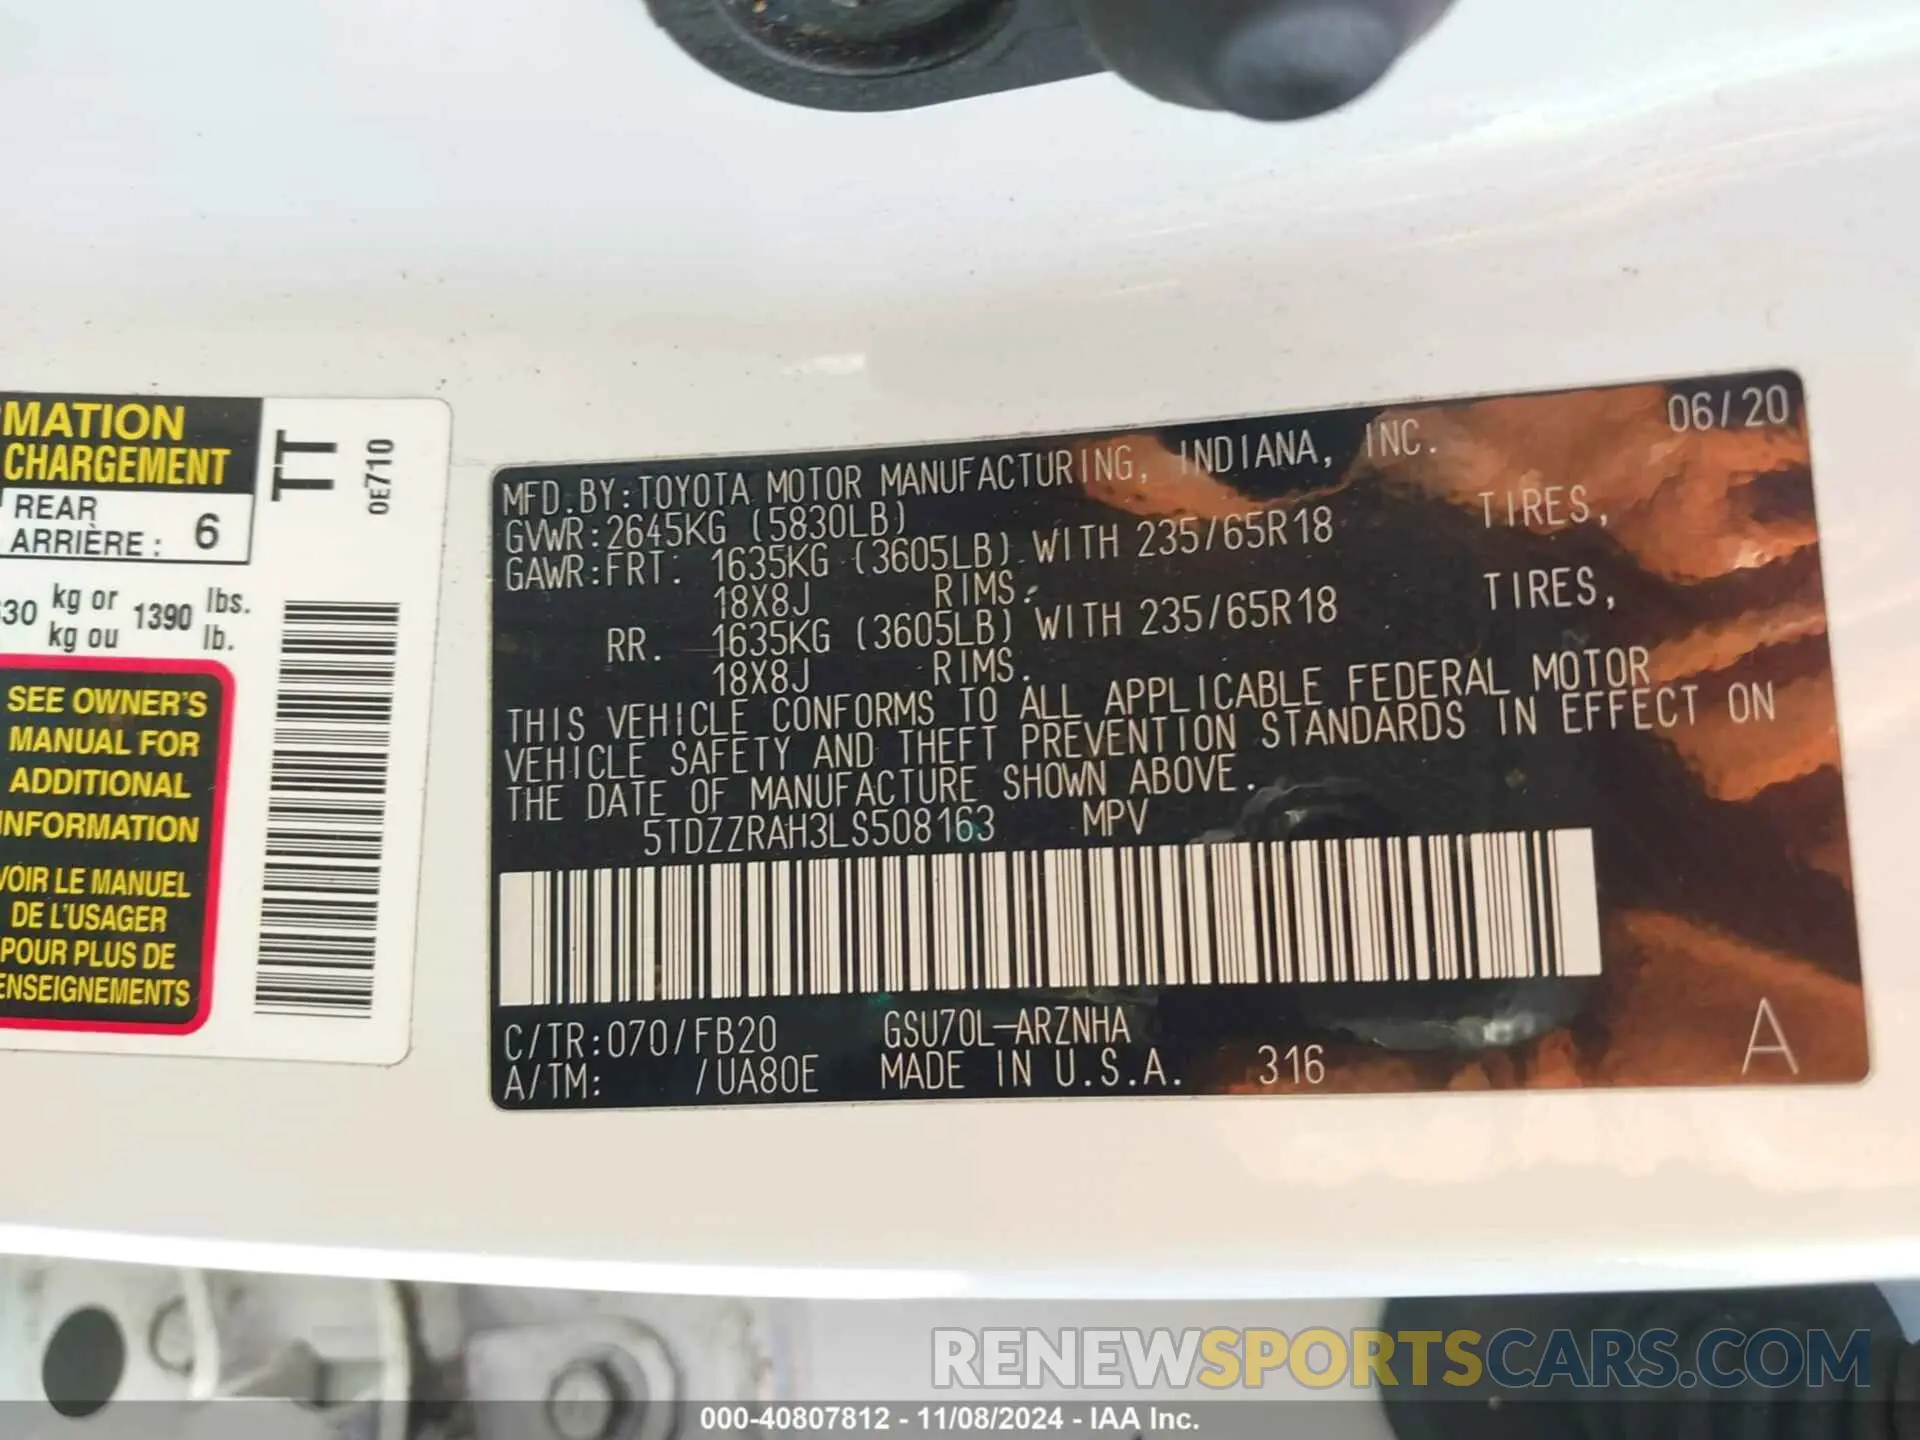 MATION
CHARGEMENT
REAR
ARRIÈRE : 6
TT
0E710
30 kg or 1390 lbs.
kg ou lb.
SEE OWNER'S
MANUAL FOR
ADDITIONAL
INFORMATION
VOIR LE MANUEL
DE L'USAGER
POUR PLUS DE
ENSEIGNEMENTS
06/20
MFD.BY:TOYOTA MOTOR MANUFACTURING, INDIANA, INC.
GVWR:2645KG (5830LB)
GAWR:FRT: 1635KG (3605LB) WITH 235/65R18 TIRES,
18X8J RIMS.
RR. 1635KG (3605LB) WITH 235/65R18 TIRES,
18X8J RIMS.
THIS VEHICLE CONFORMS TO ALL APPLICABLE FEDERAL MOTOR
VEHICLE SAFETY AND THEFT PREVENTION STANDARDS IN EFFECT ON
THE DATE OF MANUFACTURE SHOWN ABOVE.
5TDZZRAH3LS508163 MPV
C/TR:070/FB20 GSU70L-ARZNHA
A/TM: /UA80E MADE IN U.S.A. 316 A
RENEWSPORTSCARS.COM
000-40807812 - 11/08/2024 - IAA Inc.